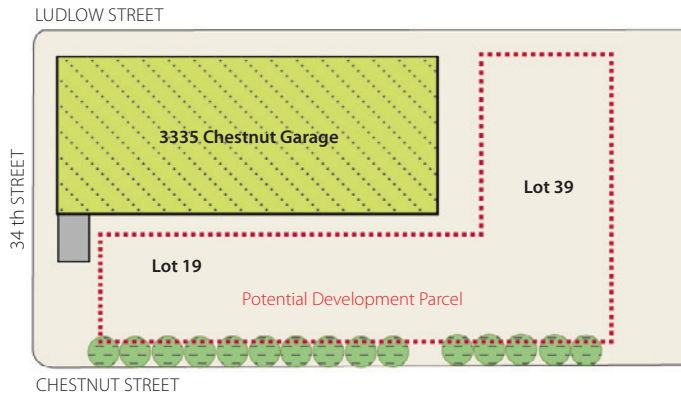 LUDLOW STREET
34 th STREET
3335 Chestnut Garage
Lot 39
Lot 19
Potential Development Parcel
CHESTNUT STREET